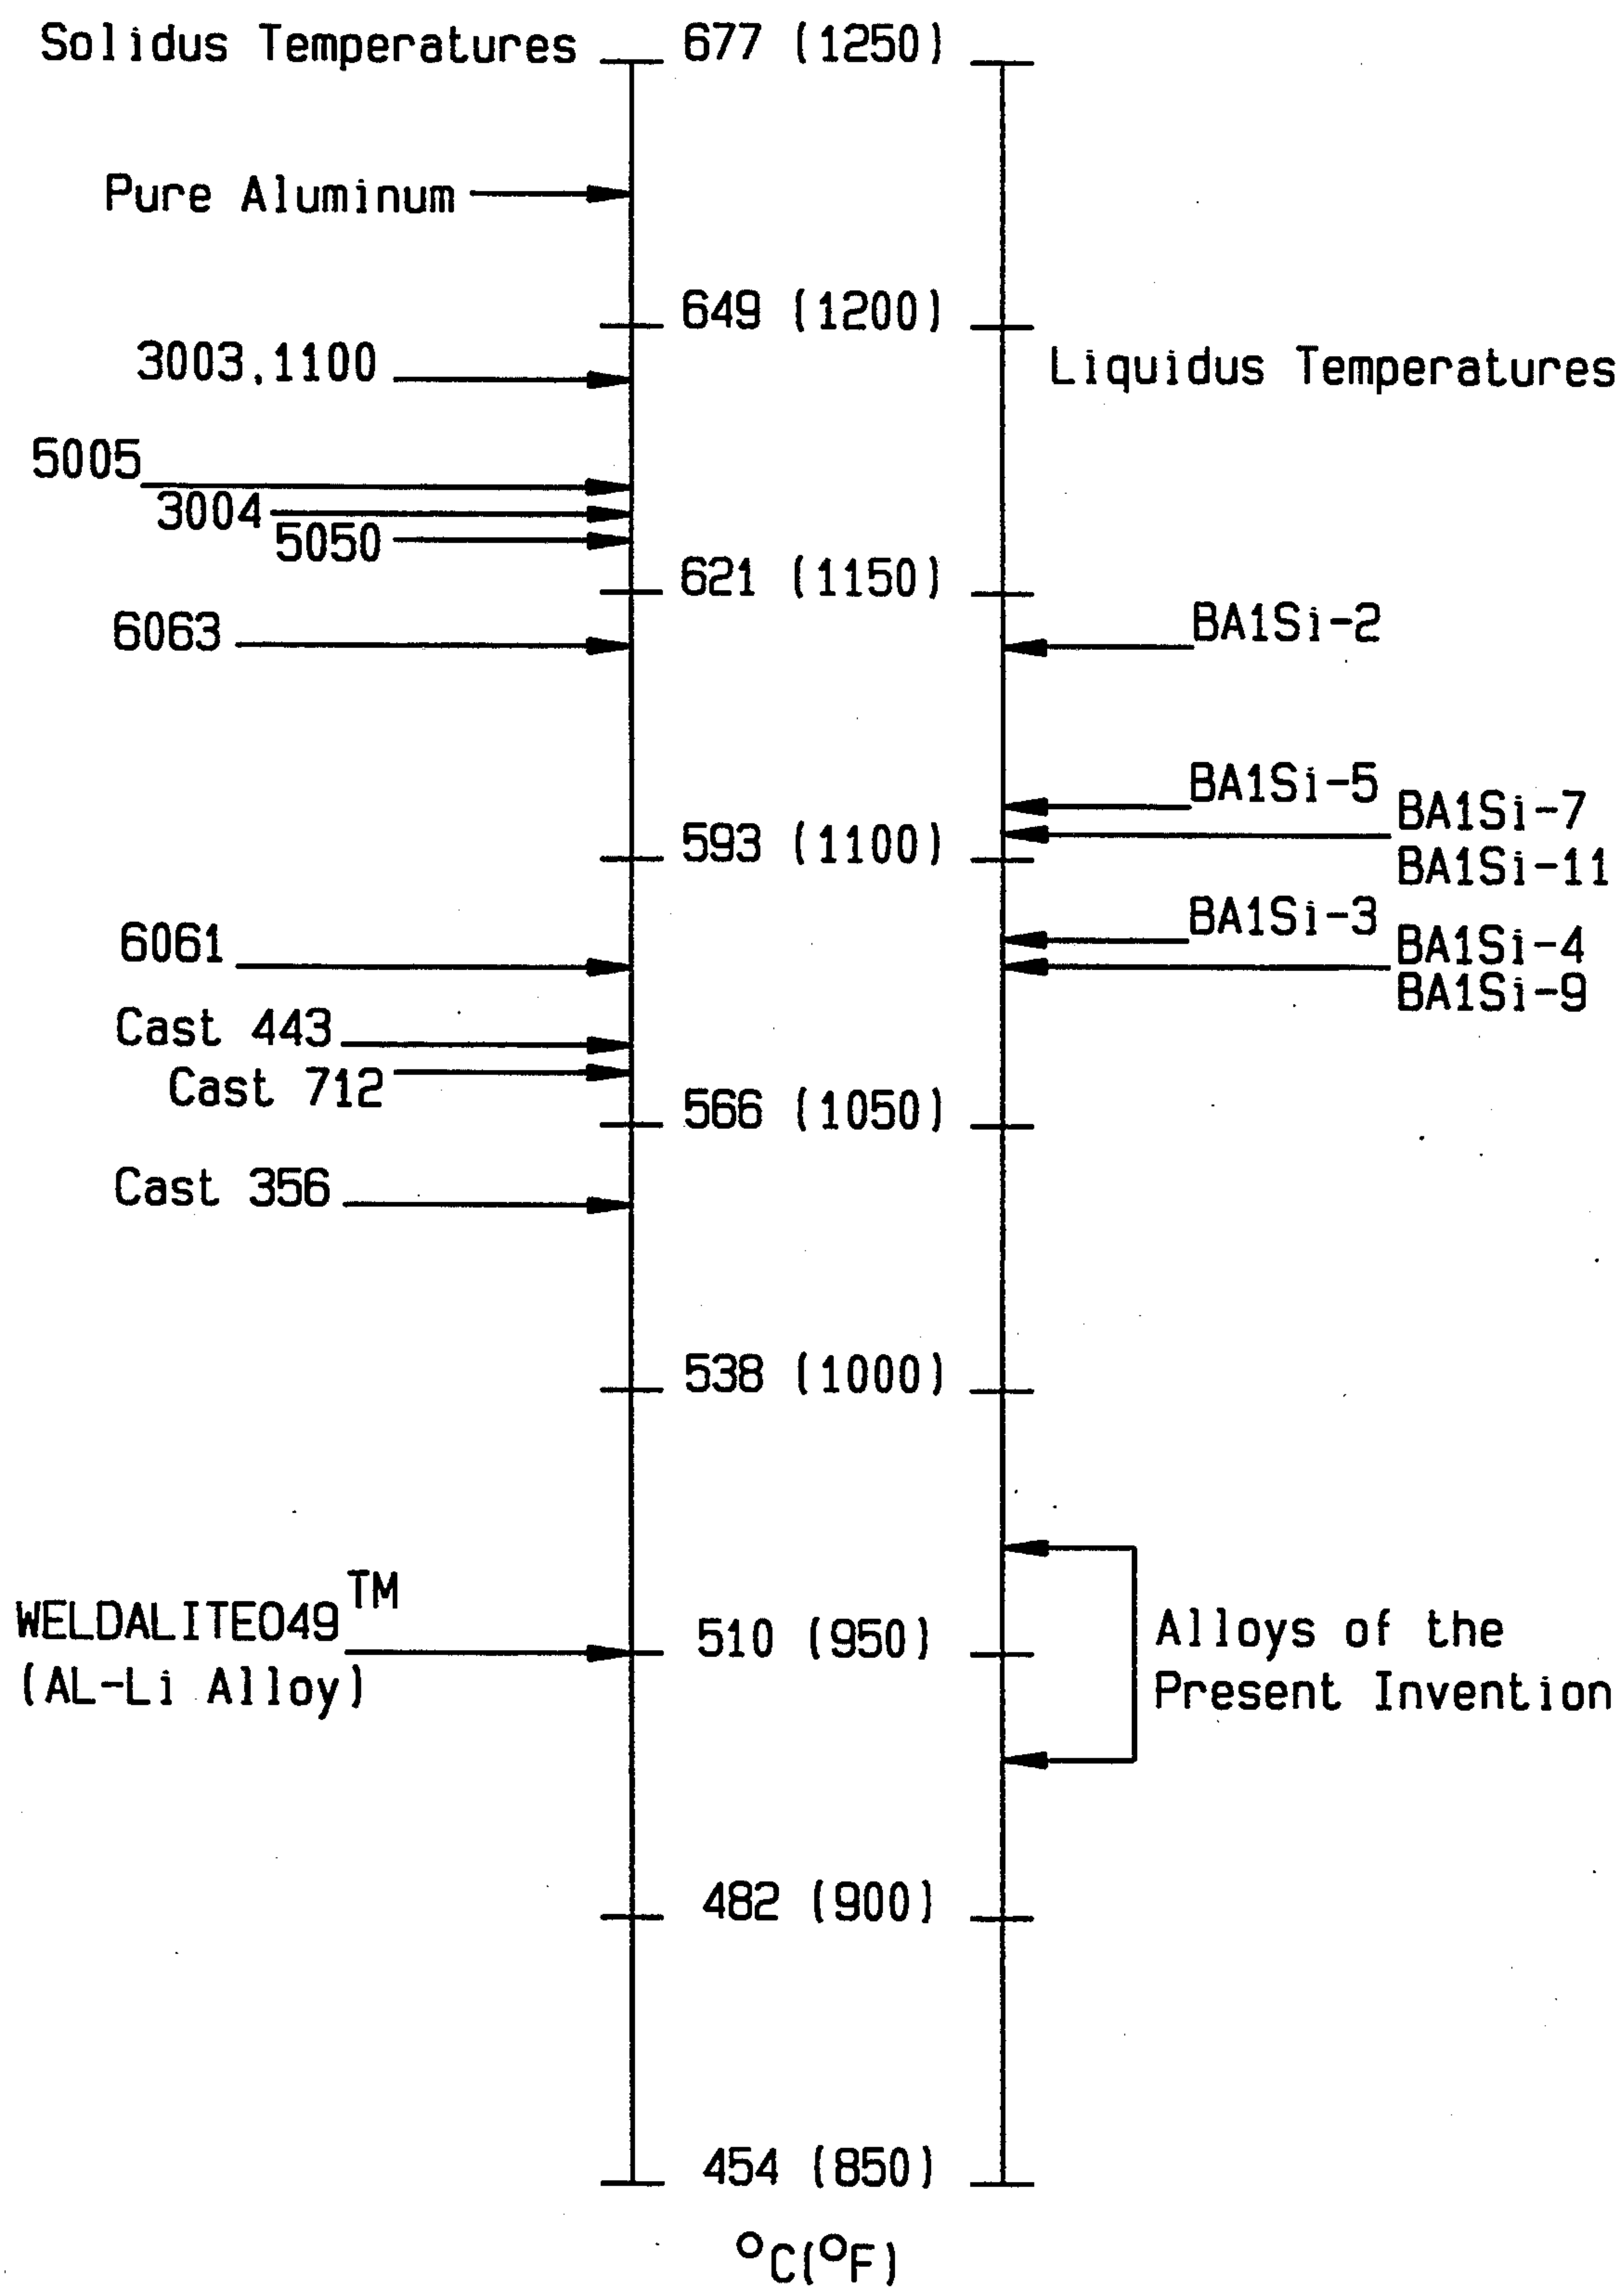 Solidus Temperatures
677 (1250)
Pure Aluminum
649 (1200)
3003,1100
Liquidus Temperatures
5005
3004
5050
621 (1150)
6063
BA1Si-2
BA1Si-5
BA1Si-7
593 (1100)
BA1Si-11
6061
BA1Si-3
BA1Si-4
BA1Si-9
Cast 443
Cast 712
566 (1050)
Cast 356
538 (1000)
WELDALITE049™
(AL-Li Alloy)
510 (950)
Alloys of the
Present Invention
482 (900)
454 (850)
°C(°F)